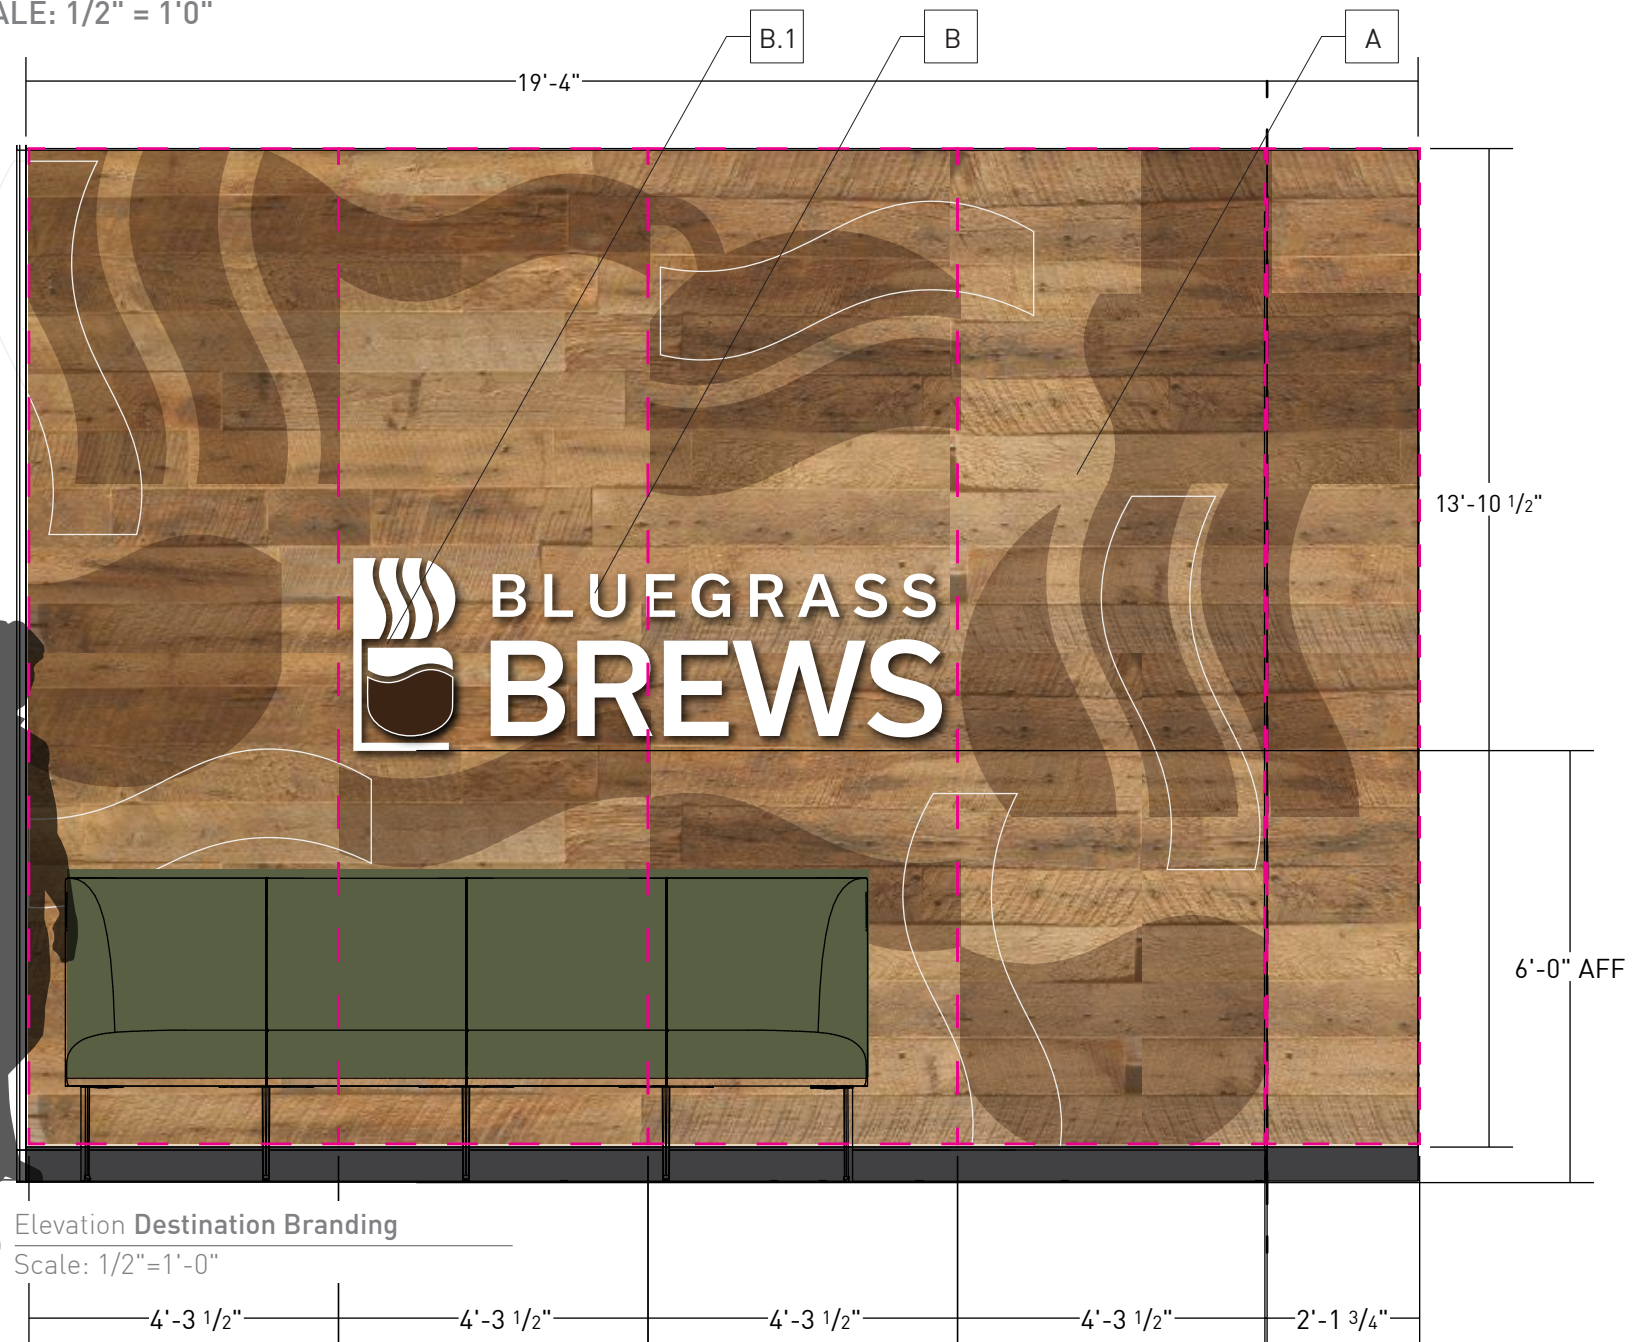 ALE: 1/2" = 1'0"
B.1
B
A
19'-4"
13'-10 1/2"
BLUEGRASS
BREWS
6'-0" AFF
Elevation Destination Branding
Scale: 1/2"=1'-0"
4'-3 1/2"
4'-3 1/2"
4'-3 1/2"
4'-3 1/2"
2'-1 3/4"